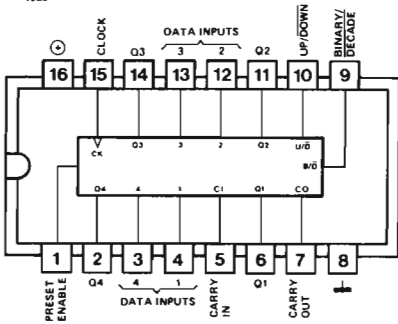 DATA INPUTS
⊕ CLOCK Q3 3 2 Q2 UP/DOWN BINARY/DECADE
16 15 14 13 12 11 10 9
CK Q3 3 2 Q2 U/D̅
B/D̅
Q4 4 1 CI Q1 CO
1 2 3 4 5 6 7 8
PRESET ENABLE Q4 4 1 CARRY IN Q1 CARRY OUT
DATA INPUTS